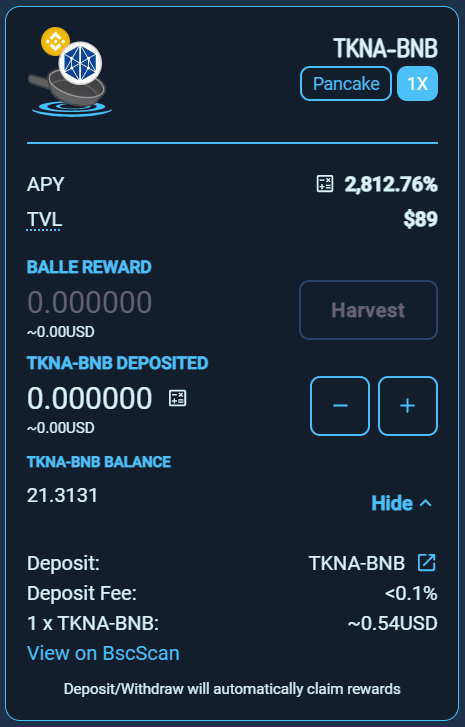 TKNA-BNB
Pancake 1X
APY 2,812.76%
TVL $89
BALLE REWARD
0.000000 Harvest
~0.00USD
TKNA-BNB DEPOSITED
0.000000 − +
~0.00USD
TKNA-BNB BALANCE
21.3131
Hide
Deposit: TKNA-BNB
Deposit Fee: <0.1%
1 x TKNA-BNB: ~0.54USD
View on BscScan
Deposit/Withdraw will automatically claim rewards